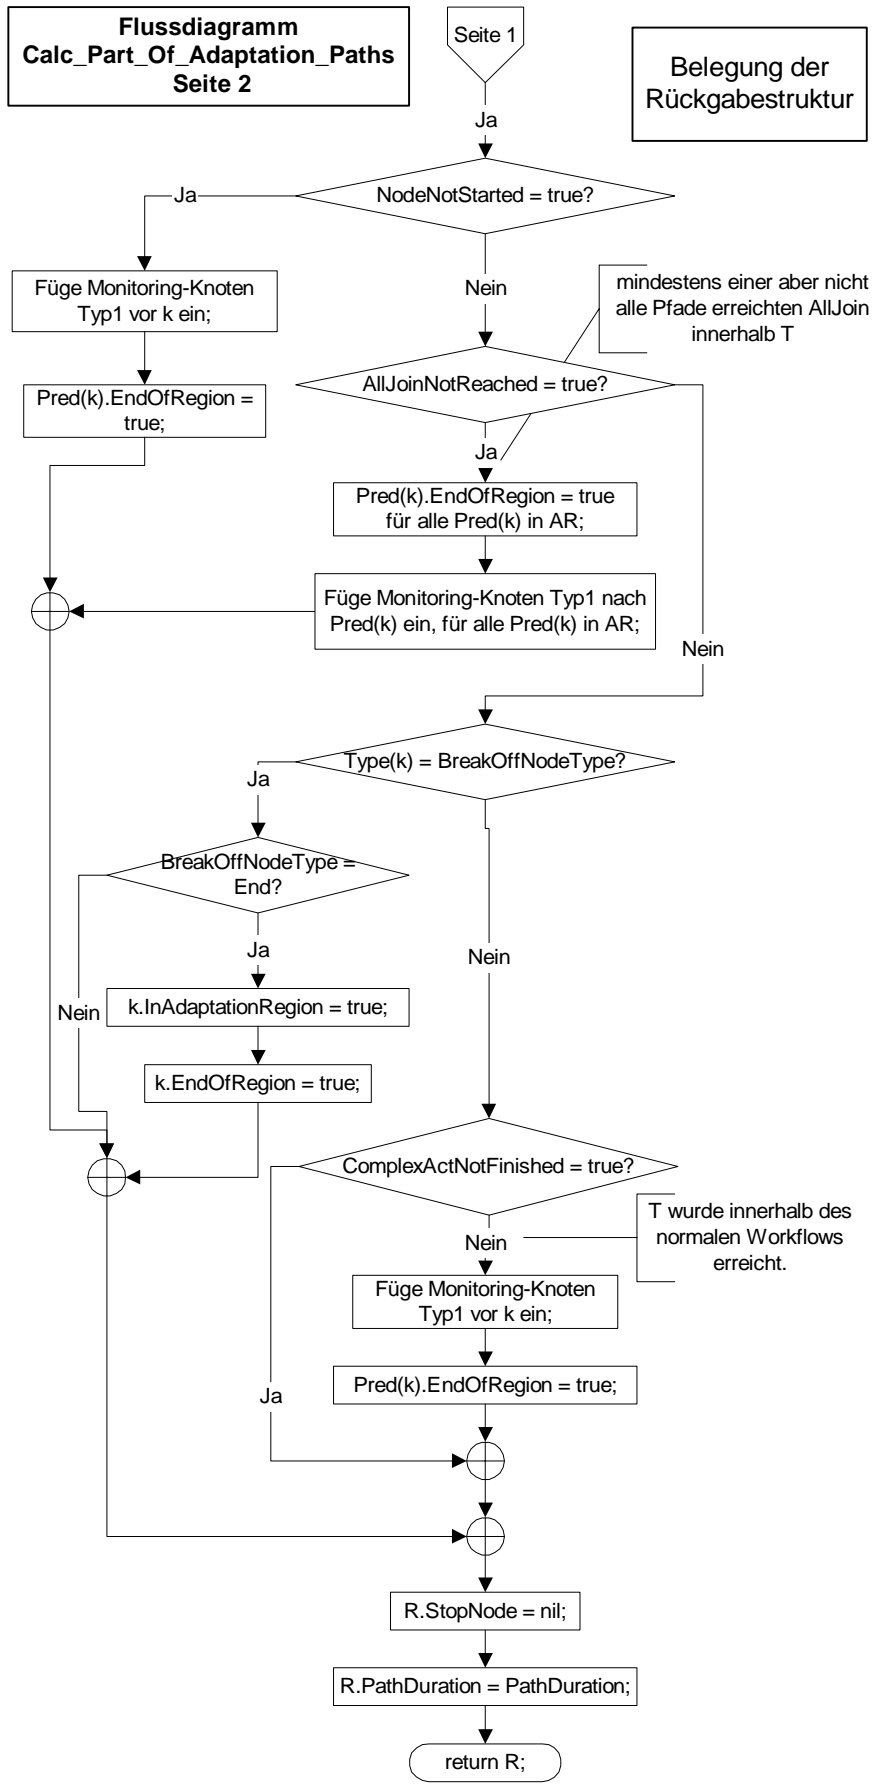 Flussdiagramm
Calc_Part_Of_Adaptation_Paths
Seite 2
Seite 1
Belegung der
Rückgabestruktur
Ja
NodeNotStarted = true?
Ja
Nein
Füge Monitoring-Knoten
Typ1 vor k ein;
mindestens einer aber nicht
alle Pfade erreichten AllJoin
innerhalb T
AllJoinNotReached = true?
Pred(k).EndOfRegion =
true;
Ja
Pred(k).EndOfRegion = true
für alle Pred(k) in AR;
Füge Monitoring-Knoten Typ1 nach
Pred(k) ein, für alle Pred(k) in AR;
Nein
Type(k) = BreakOffNodeType?
Ja
BreakOffNodeType =
End?
Ja
Nein
Nein
k.InAdaptationRegion = true;
k.EndOfRegion = true;
ComplexActNotFinished = true?
T wurde innerhalb des
normalen Workflows
erreicht.
Nein
Füge Monitoring-Knoten
Typ1 vor k ein;
Pred(k).EndOfRegion = true;
Ja
R.StopNode = nil;
R.PathDuration = PathDuration;
return R;